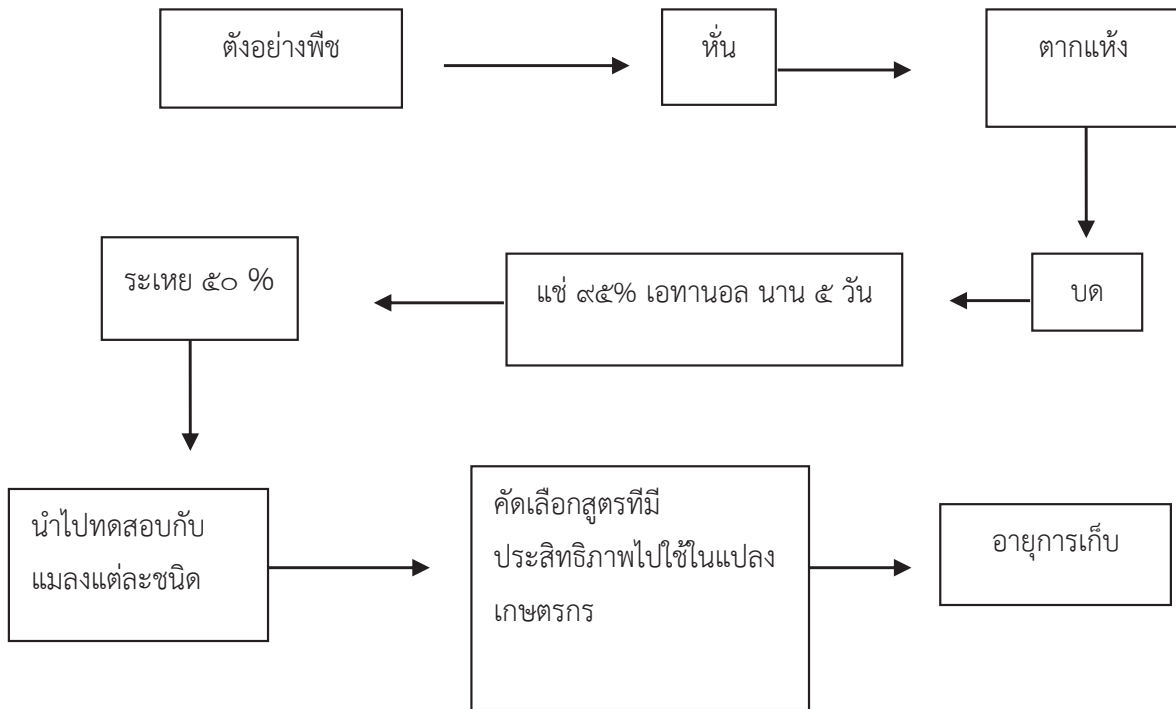 ตังอย่างพืช
หั่น
ตากแห้ง
บด
แช่ ๙๕% เอทานอล นาน ๕ วัน
ระเหย ๕๐ %
นำไปทดสอบกับ
แมลงแต่ละชนิด
คัดเลือกสูตรทีมี
ประสิทธิภาพไปใช้ในแปลง
เกษตรกร
อายุการเก็บ